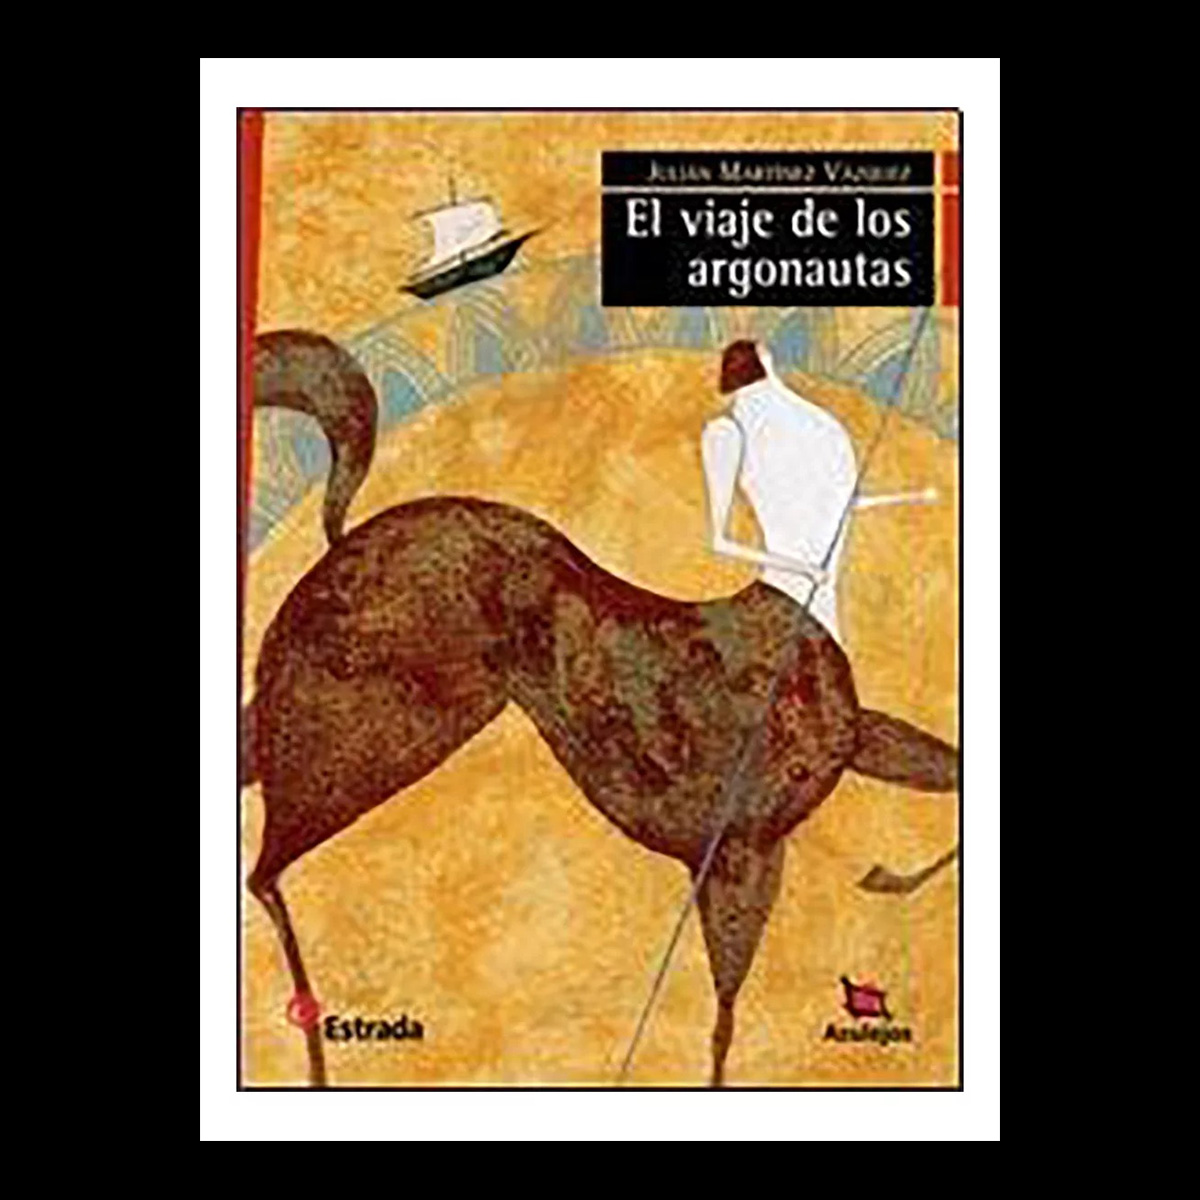 JULIÁN MARTÍNEZ VÁZQUEZ
El viaje de los
argonautas
Estrada
Azulejos